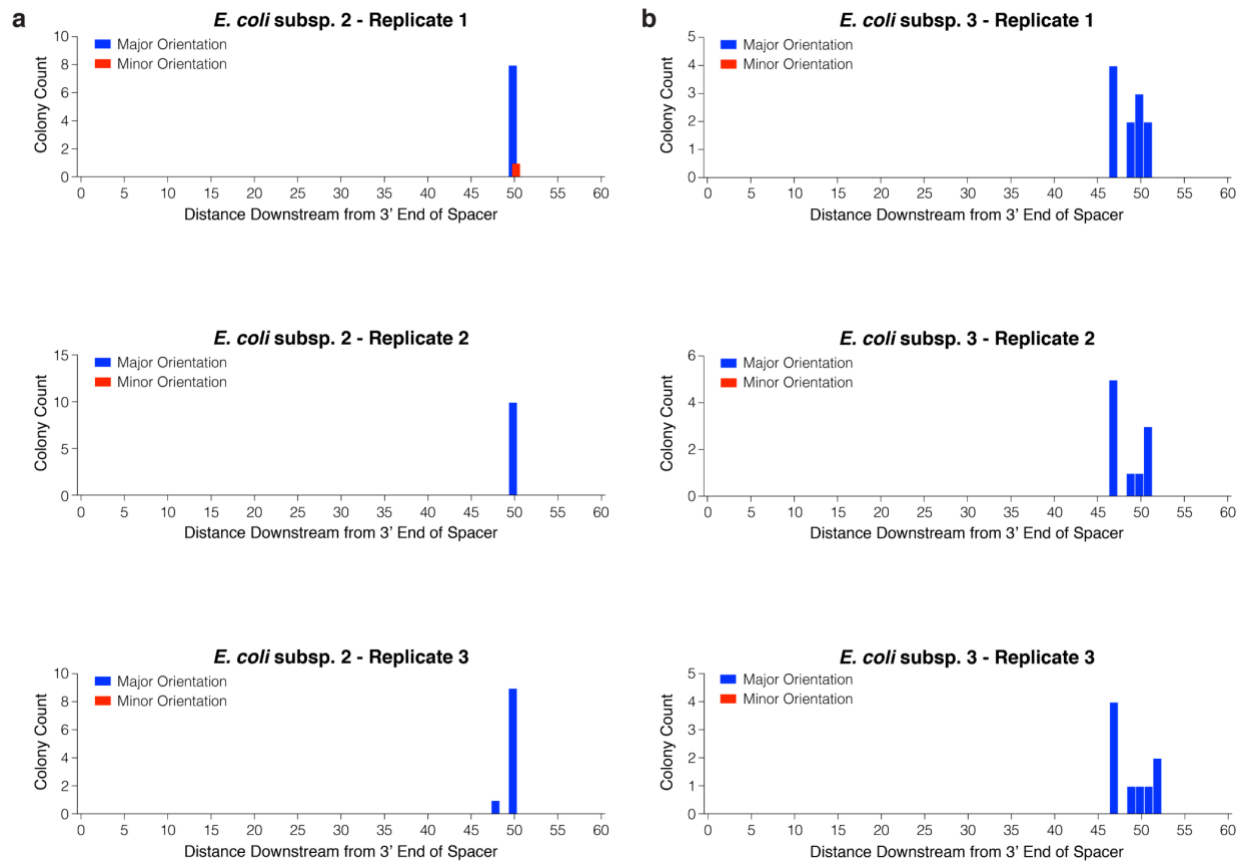 a
E. coli subsp. 2 - Replicate 1
10
8
6
4
2
0
Colony Count
Major Orientation
Minor Orientation
0 5 10 15 20 25 30 35 40 45 50 55 60
Distance Downstream from 3' End of Spacer
b
E. coli subsp. 3 - Replicate 1
5
4
3
2
1
0
Colony Count
Major Orientation
Minor Orientation
0 5 10 15 20 25 30 35 40 45 50 55 60
Distance Downstream from 3' End of Spacer
E. coli subsp. 2 - Replicate 2
15
10
5
0
Colony Count
Major Orientation
Minor Orientation
0 5 10 15 20 25 30 35 40 45 50 55 60
Distance Downstream from 3' End of Spacer
E. coli subsp. 3 - Replicate 2
6
4
2
0
Colony Count
Major Orientation
Minor Orientation
0 5 10 15 20 25 30 35 40 45 50 55 60
Distance Downstream from 3' End of Spacer
E. coli subsp. 2 - Replicate 3
10
8
6
4
2
0
Colony Count
Major Orientation
Minor Orientation
0 5 10 15 20 25 30 35 40 45 50 55 60
Distance Downstream from 3' End of Spacer
E. coli subsp. 3 - Replicate 3
5
4
3
2
1
0
Colony Count
Major Orientation
Minor Orientation
0 5 10 15 20 25 30 35 40 45 50 55 60
Distance Downstream from 3' End of Spacer